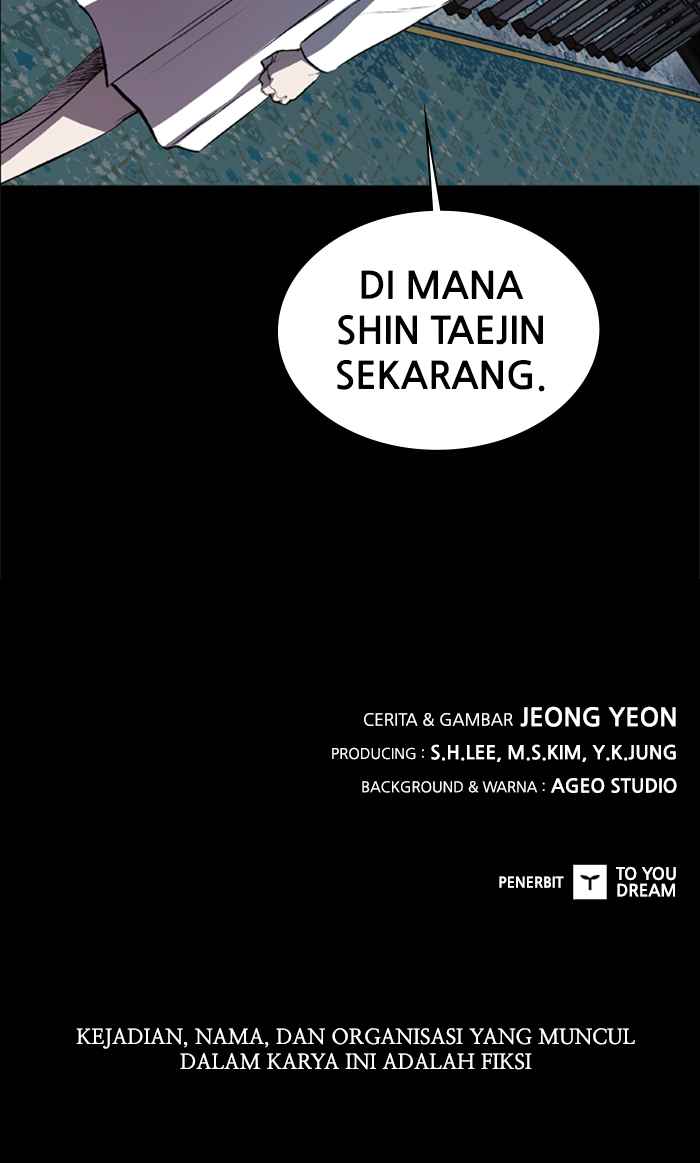 DI MANA
SHIN TAEJIN
SEKARANG.
CERITA & GAMBAR JEONG YEON
PRODUCING : S.H.LEE, M.S.KIM, Y.K.JUNG
BACKGROUND & WARNA : AGEO STUDIO
PENERBIT TO YOU
DREAM
KEJADIAN, NAMA, DAN ORGANISASI YANG MUNCUL
DALAM KARYA INI ADALAH FIKSI